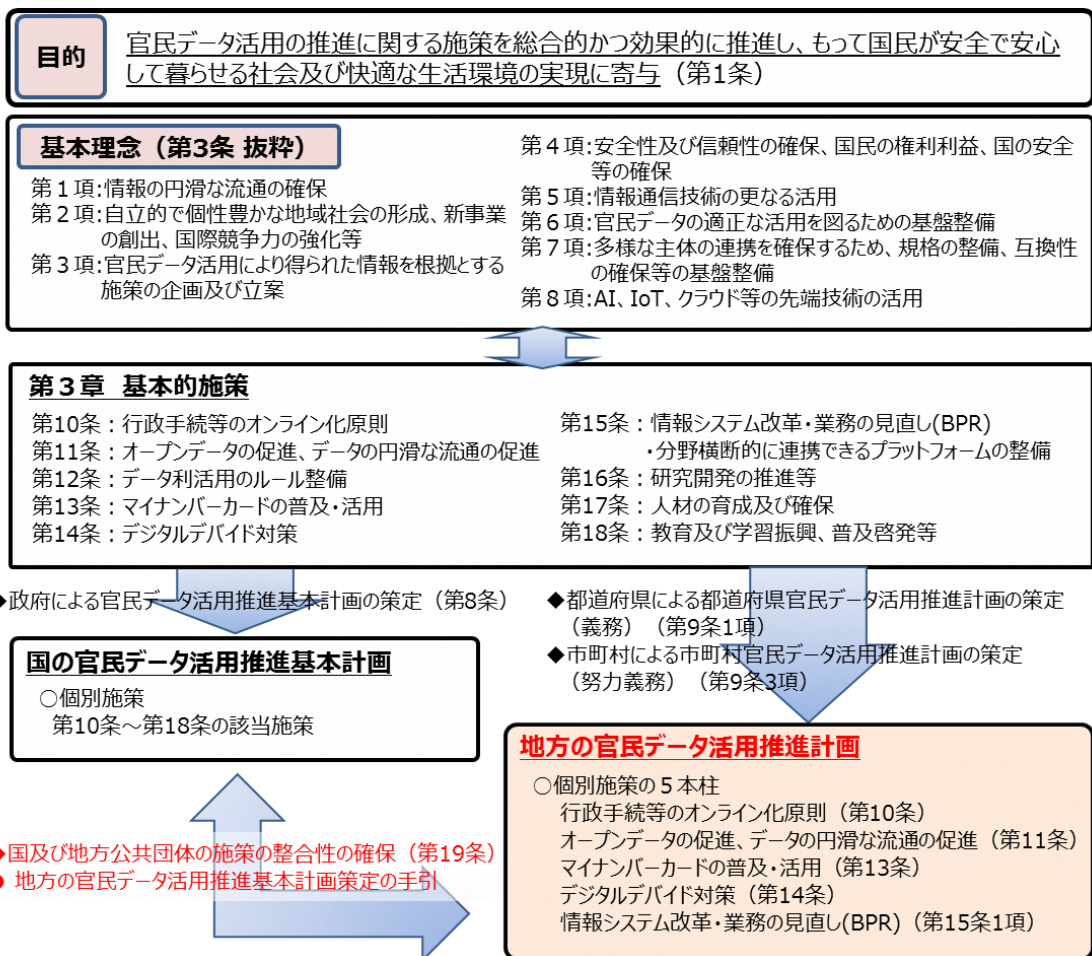 目的
官民データ活用の推進に関する施策を総合的かつ効果的に推進し、もって国民が安全で安心
して暮らせる社会及び快適な生活環境の実現に寄与（第1条）
基本理念（第3条 抜粋）
第１項:情報の円滑な流通の確保
第２項:自立的で個性豊かな地域社会の形成、新事業
の創出、国際競争力の強化等
第３項:官民データ活用により得られた情報を根拠とする
施策の企画及び立案
第４項:安全性及び信頼性の確保、国民の権利利益、国の安全
等の確保
第５項:情報通信技術の更なる活用
第６項:官民データの適正な活用を図るための基盤整備
第７項:多様な主体の連携を確保するため、規格の整備、互換性
の確保等の基盤整備
第８項:AI、IoT、クラウド等の先端技術の活用
第３章 基本的施策
第10条：行政手続等のオンライン化原則
第11条：オープンデータの促進、データの円滑な流通の促進
第12条：データ利活用のルール整備
第13条：マイナンバーカードの普及・活用
第14条：デジタルデバイド対策
第15条：情報システム改革・業務の見直し(BPR)
・分野横断的に連携できるプラットフォームの整備
第16条：研究開発の推進等
第17条：人材の育成及び確保
第18条：教育及び学習振興、普及啓発等
◆政府による官民データ活用推進基本計画の策定（第8条）
◆都道府県による都道府県官民データ活用推進計画の策定
（義務）（第9条1項）
◆市町村による市町村官民データ活用推進計画の策定
（努力義務）（第9条3項）
国の官民データ活用推進基本計画
○個別施策
第10条～第18条の該当施策
地方の官民データ活用推進計画
○個別施策の５本柱
行政手続等のオンライン化原則（第10条）
オープンデータの促進、データの円滑な流通の促進（第11条）
マイナンバーカードの普及・活用（第13条）
デジタルデバイド対策（第14条）
情報システム改革・業務の見直し(BPR)（第15条1項）
◆国及び地方公共団体の施策の整合性の確保（第19条）
● 地方の官民データ活用推進基本計画策定の手引